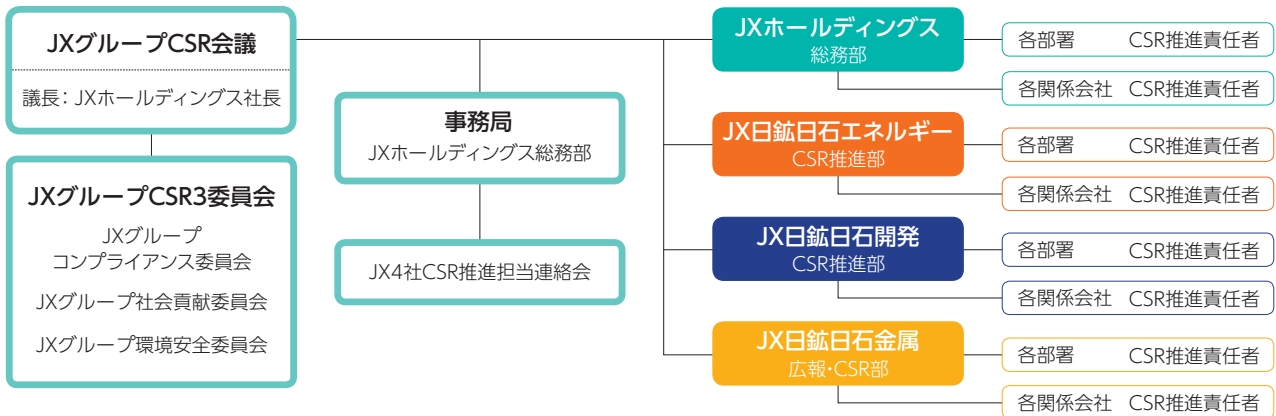 JXグループCSR会議
議長：JXホールディングス社長
JXグループCSR3委員会
JXグループ
コンプライアンス委員会
JXグループ社会貢献委員会
JXグループ環境安全委員会
事務局
JXホールディングス総務部
JX4社CSR推進担当連絡会
JXホールディングス
総務部
各部署 CSR推進責任者
各関係会社 CSR推進責任者
JX日鉱日石エネルギー
CSR推進部
各部署 CSR推進責任者
各関係会社 CSR推進責任者
JX日鉱日石開発
CSR推進部
各部署 CSR推進責任者
各関係会社 CSR推進責任者
JX日鉱日石金属
広報・CSR部
各部署 CSR推進責任者
各関係会社 CSR推進責任者